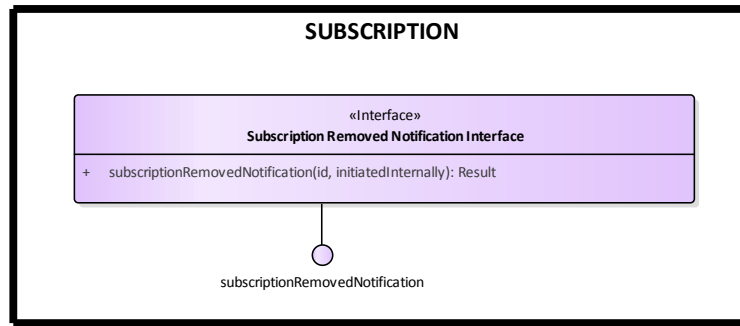 SUBSCRIPTION
«Interface»
Subscription Removed Notification Interface
+ subscriptionRemovedNotification(id, initiatedInternally): Result
subscriptionRemovedNotification